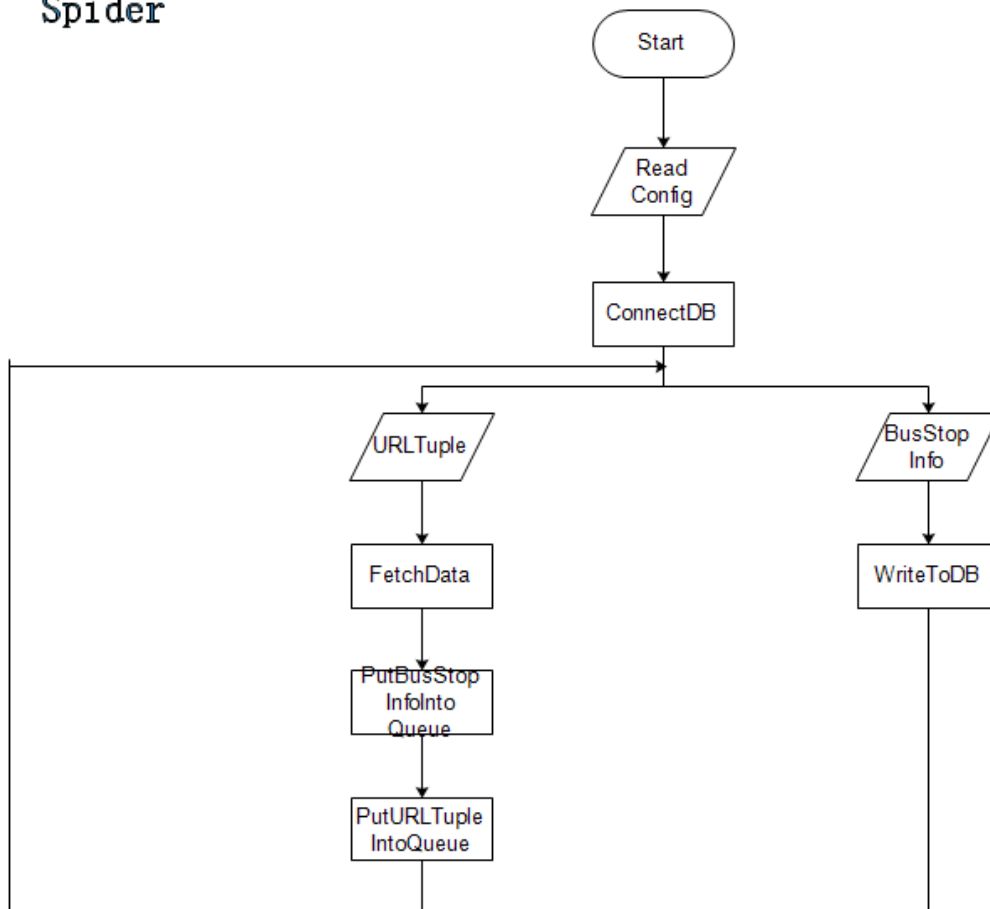 Spider
Start
Read
Config
ConnectDB
URLTuple
BusStop
Info
FetchData
WriteToDB
PutBusStop
InfoInto
Queue
PutURLTuple
IntoQueue